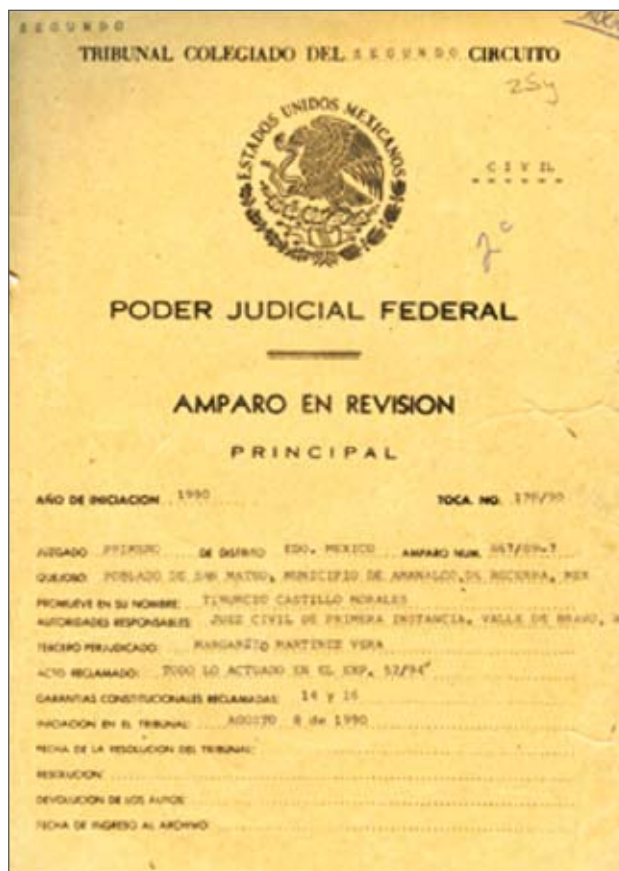 SEGUNDO
TRIBUNAL COLEGIADO DEL SEGUNDO CIRCUITO
ESTADOS UNIDOS MEXICANOS
CIVIL
2º
PODER JUDICIAL FEDERAL
AMPARO EN REVISION
PRINCIPAL
AÑO DE INICIACION 1990 TOCA. NO.
JUZGADO PRIMERO DE DISTRITO EDO. MEXICO AMPARO NUM.
QUEJOSO: POBLADO DE SAN MATEO, MUNICIPIO DE AMANALCO, DE BECERRA, MEX
PROMUEVE EN SU NOMBRE: TIBURCIO CASTILLO MORALES
AUTORIDADES RESPONSABLES: JUEZ CIVIL DE PRIMERA INSTANCIA, VALLE DE BRAVO,
TERCERO PERJUDICADO: MARGARITO MARTINEZ VERA
ACTO RECLAMADO: TODO LO ACTUADO EN EL EXP.
GARANTIAS CONSTITUCIONALES RECLAMADAS: 14 y 16
INICIACION EN EL TRIBUNAL: AGOSTO 8 de 1990
FECHA DE LA RESOLUCION DEL TRIBUNAL:
RESOLUCION:
DEVOLUCION DE LOS AUTOS:
FECHA DE INGRESO AL ARCHIVO: